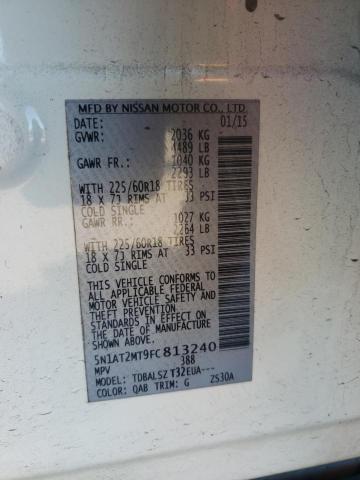 MFD BY NISSAN MOTOR CO., LTD.
01/15
GVWR: 2036 KG
4489 LB
GAWR FR.: 1040 KG
2293 LB
WITH 225/60R18 TIRES
18 X 7J RIMS AT 33 PSI
COLD SINGLE
GAWR RR.: 1027 KG
2264 LB
WITH 225/60R18 TIRES
18 X 7J RIMS AT 33 PSI
COLD SINGLE
THIS VEHICLE CONFORMS TO
ALL APPLICABLE FEDERAL
MOTOR VEHICLE SAFETY AND
THEFT PREVENTION
STANDARDS IN EFFECT ON
THE DATE OF MANUFACTURE
5N1AT2MT9FC813240
MPV 388
MODEL: TDBALSZ T32EUA---
COLOR: QAB TRIM: G ZS30A